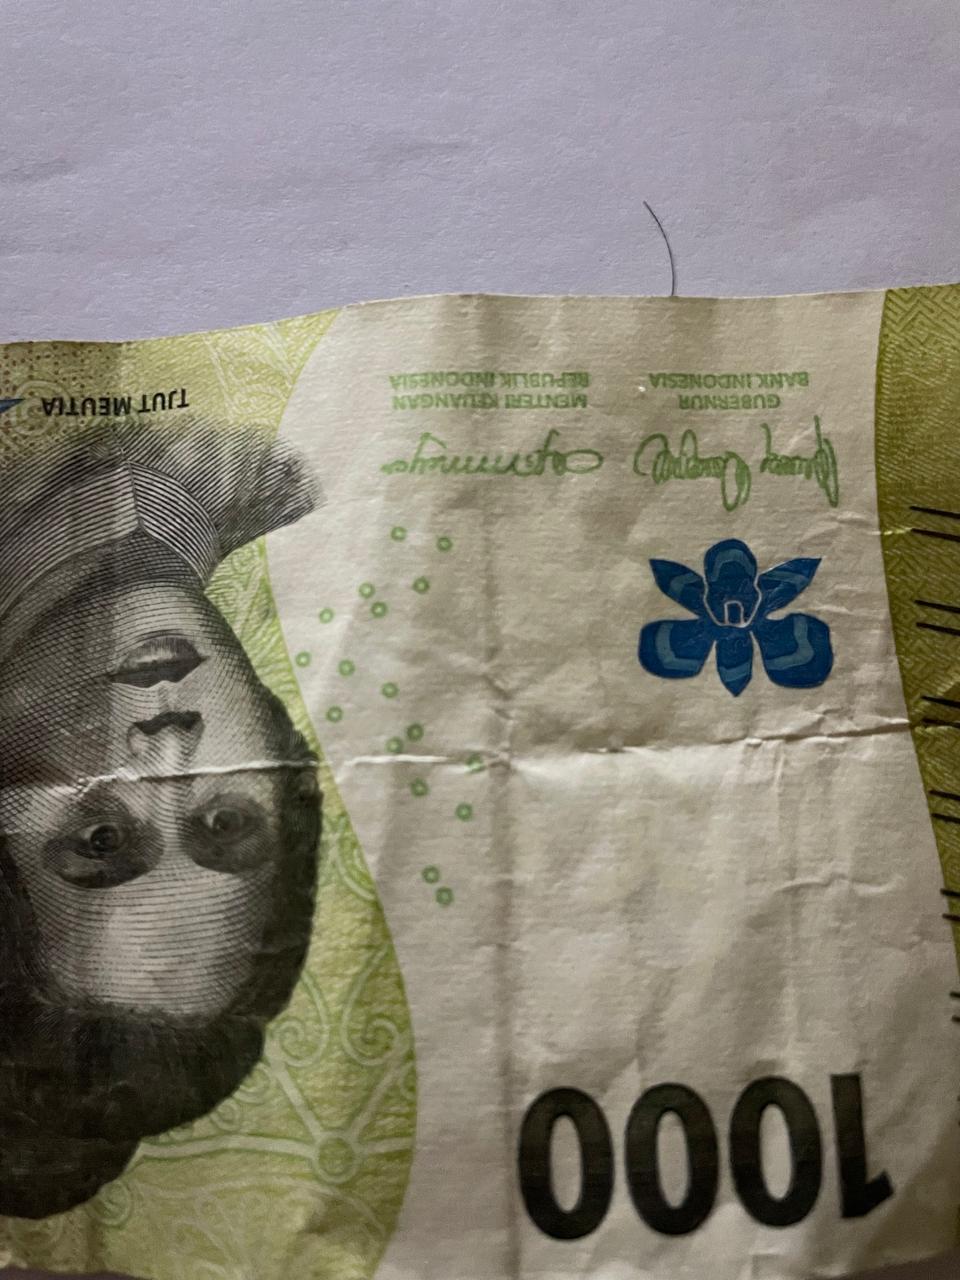 1000
GUBERNUR
BANK INDONESIA
MENTERI KEUANGAN
REPUBLIK INDONESIA
TJUT MEUTIA